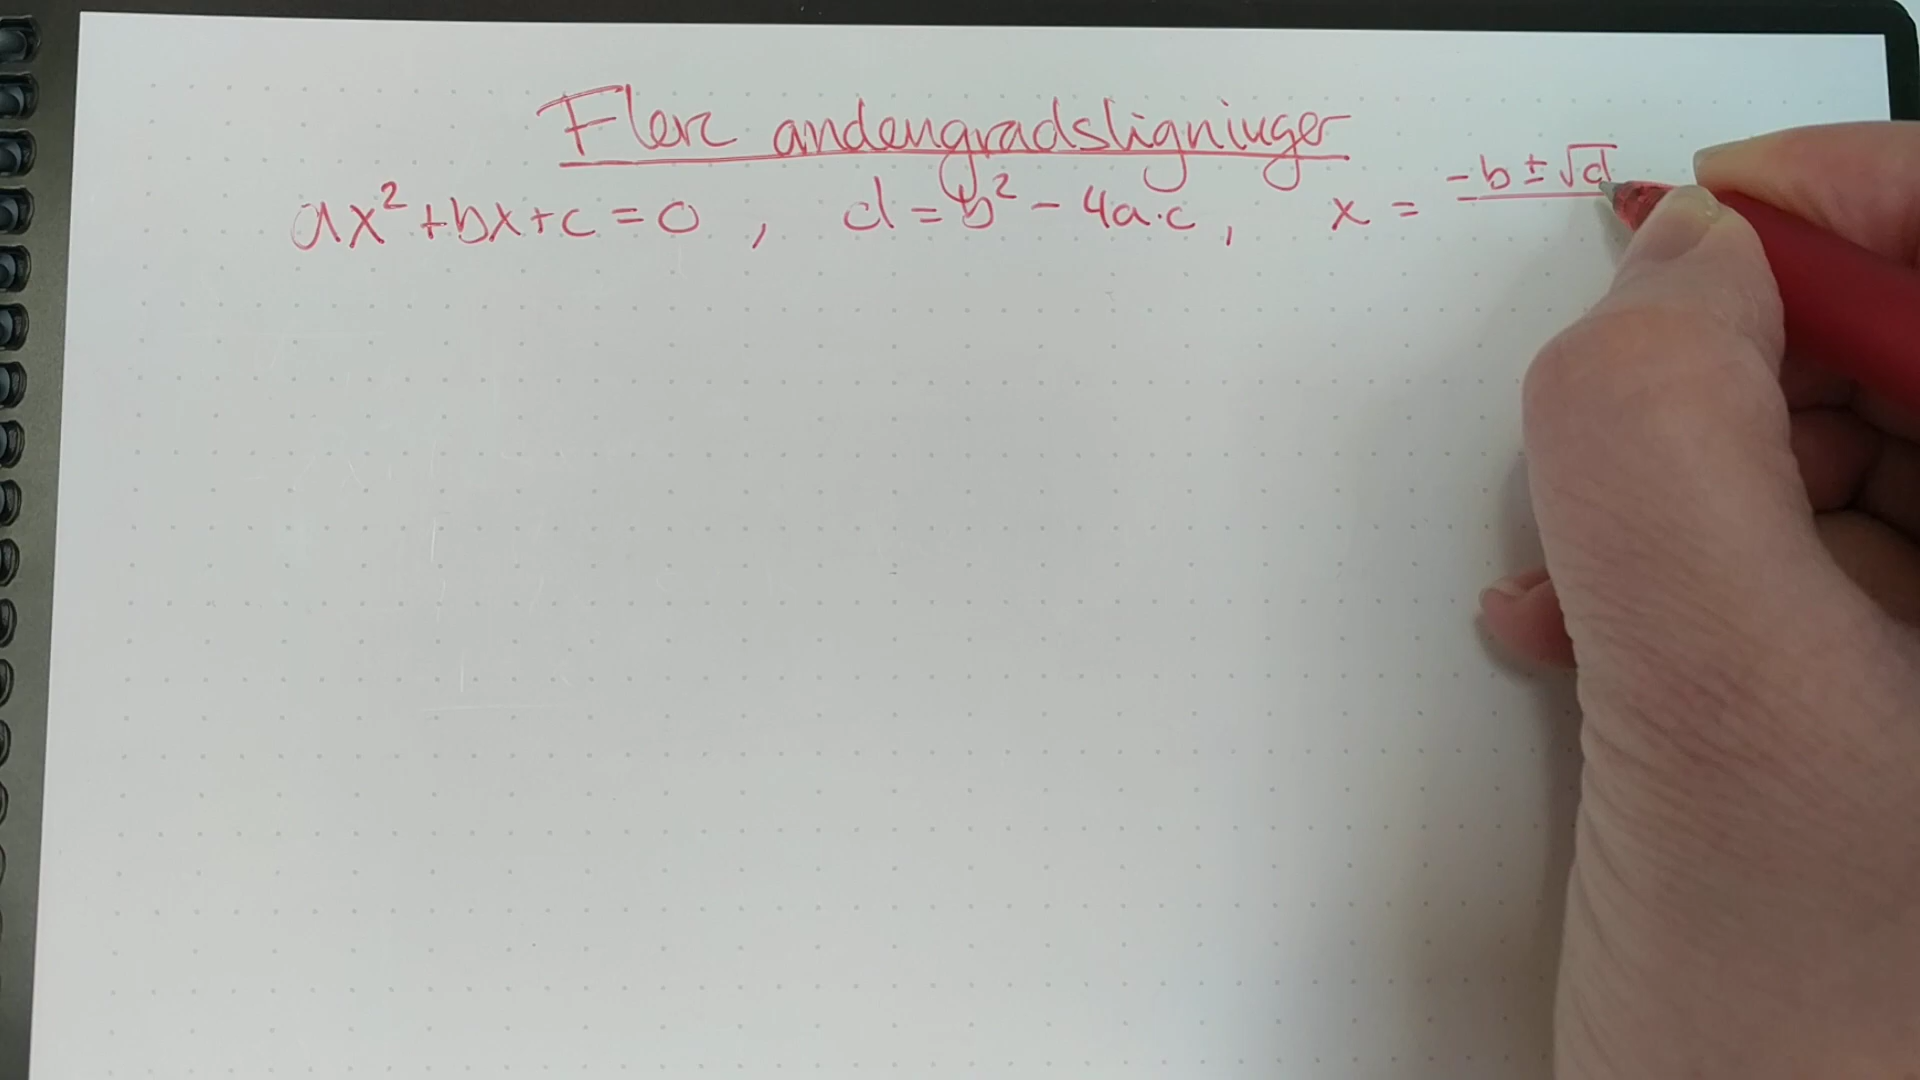 Flere andengradsligninger
ax² + bx + c = 0 , d = b² - 4a·c , x = -b ± √d